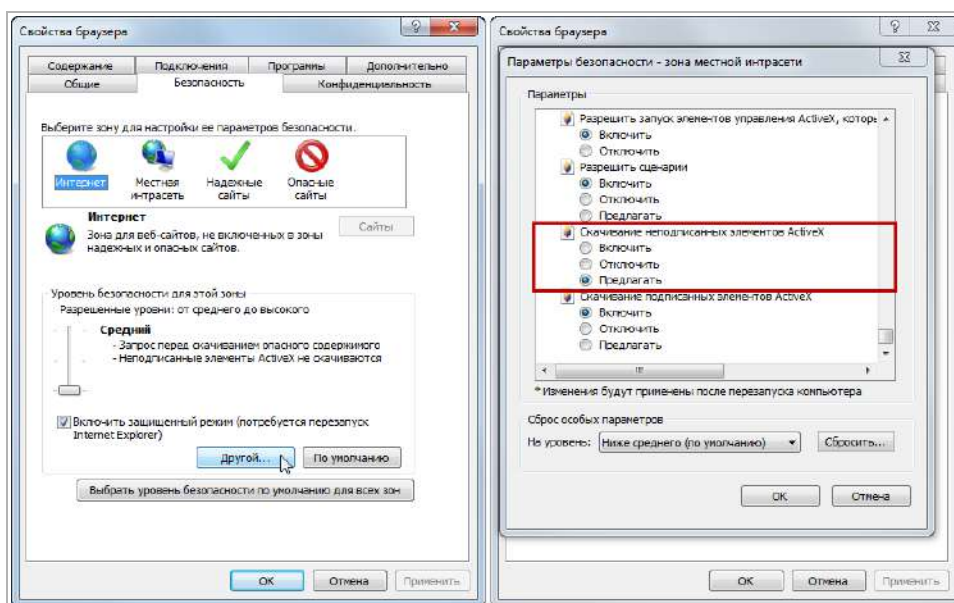 Свойства браузера
Содержание Подключения Программы Дополнительно
Общие Безопасность Конфиденциальность
Выберите зону для настройки ее параметров безопасности.
Интернет Местная интрасеть Надежные сайты Опасные сайты
Интернет
Сайты
Зона для веб-сайтов, не включенных в зоны
надежных и опасных сайтов.
Уровень безопасности для этой зоны
Разрешенные уровни: от среднего до высокого
Средний
- Запрос перед скачиванием опасного содержимого
- Неподписанные элементы ActiveX не скачиваются
Включить защищенный режим (потребуется перезапуск
Internet Explorer)
Другой... По умолчанию
Выбрать уровень безопасности по умолчанию для всех зон
OK Отмена Применить
Свойства браузера
Параметры безопасности - зона местной интрасети
Параметры
Разрешить запуск элементов управления ActiveX, которы
Включить
Отключить
Разрешить сценарии
Включить
Отключить
Предлагать
Скачивание неподписанных элементов ActiveX
Включить
Отключить
Предлагать
Скачивание подписанных элементов ActiveX
Включить
Отключить
Предлагать
*Изменения будут применены после перезапуска компьютера
Сброс особых параметров
На уровень: Ниже среднего (по умолчанию) Сбросить...
OK Отмена
OK Отмена Применить